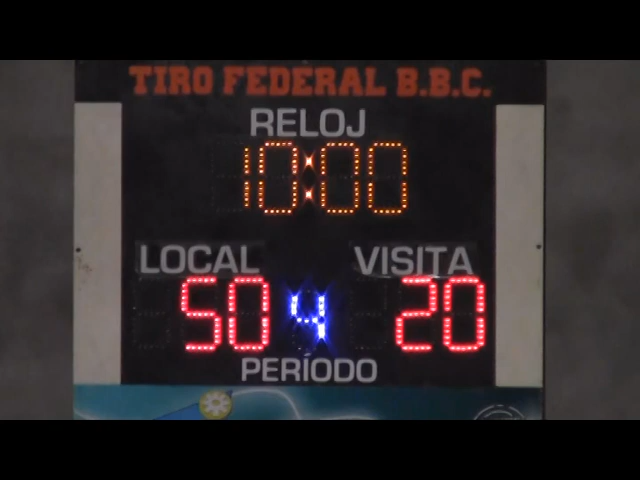 TIRO FEDERAL B.B.C.
RELOJ
10:00
LOCAL VISITA
50 4 20
PERIODO